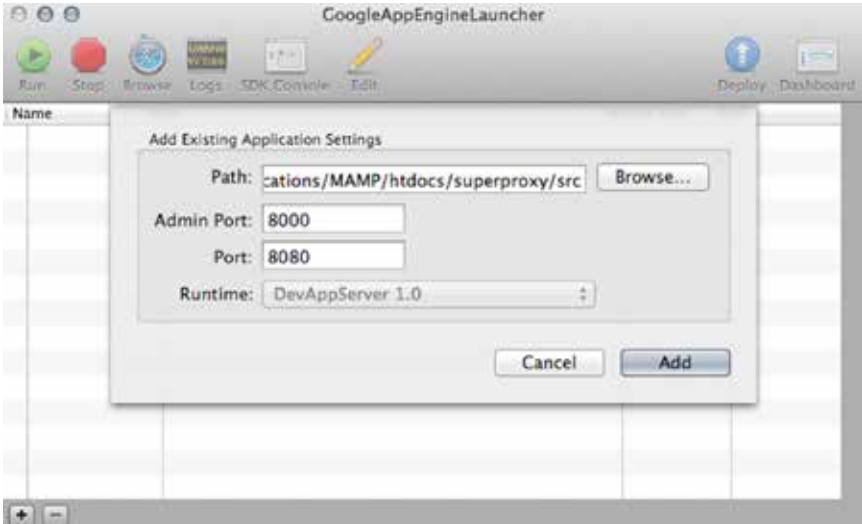 GoogleAppEngineLauncher
Run Stop Browse Logs SDK Console Edit Deploy Dashboard
Name
Add Existing Application Settings
Path: cations/MAMP/htdocs/superproxy/src Browse...
Admin Port: 8000
Port: 8080
Runtime: DevAppServer 1.0
Cancel Add
+ −